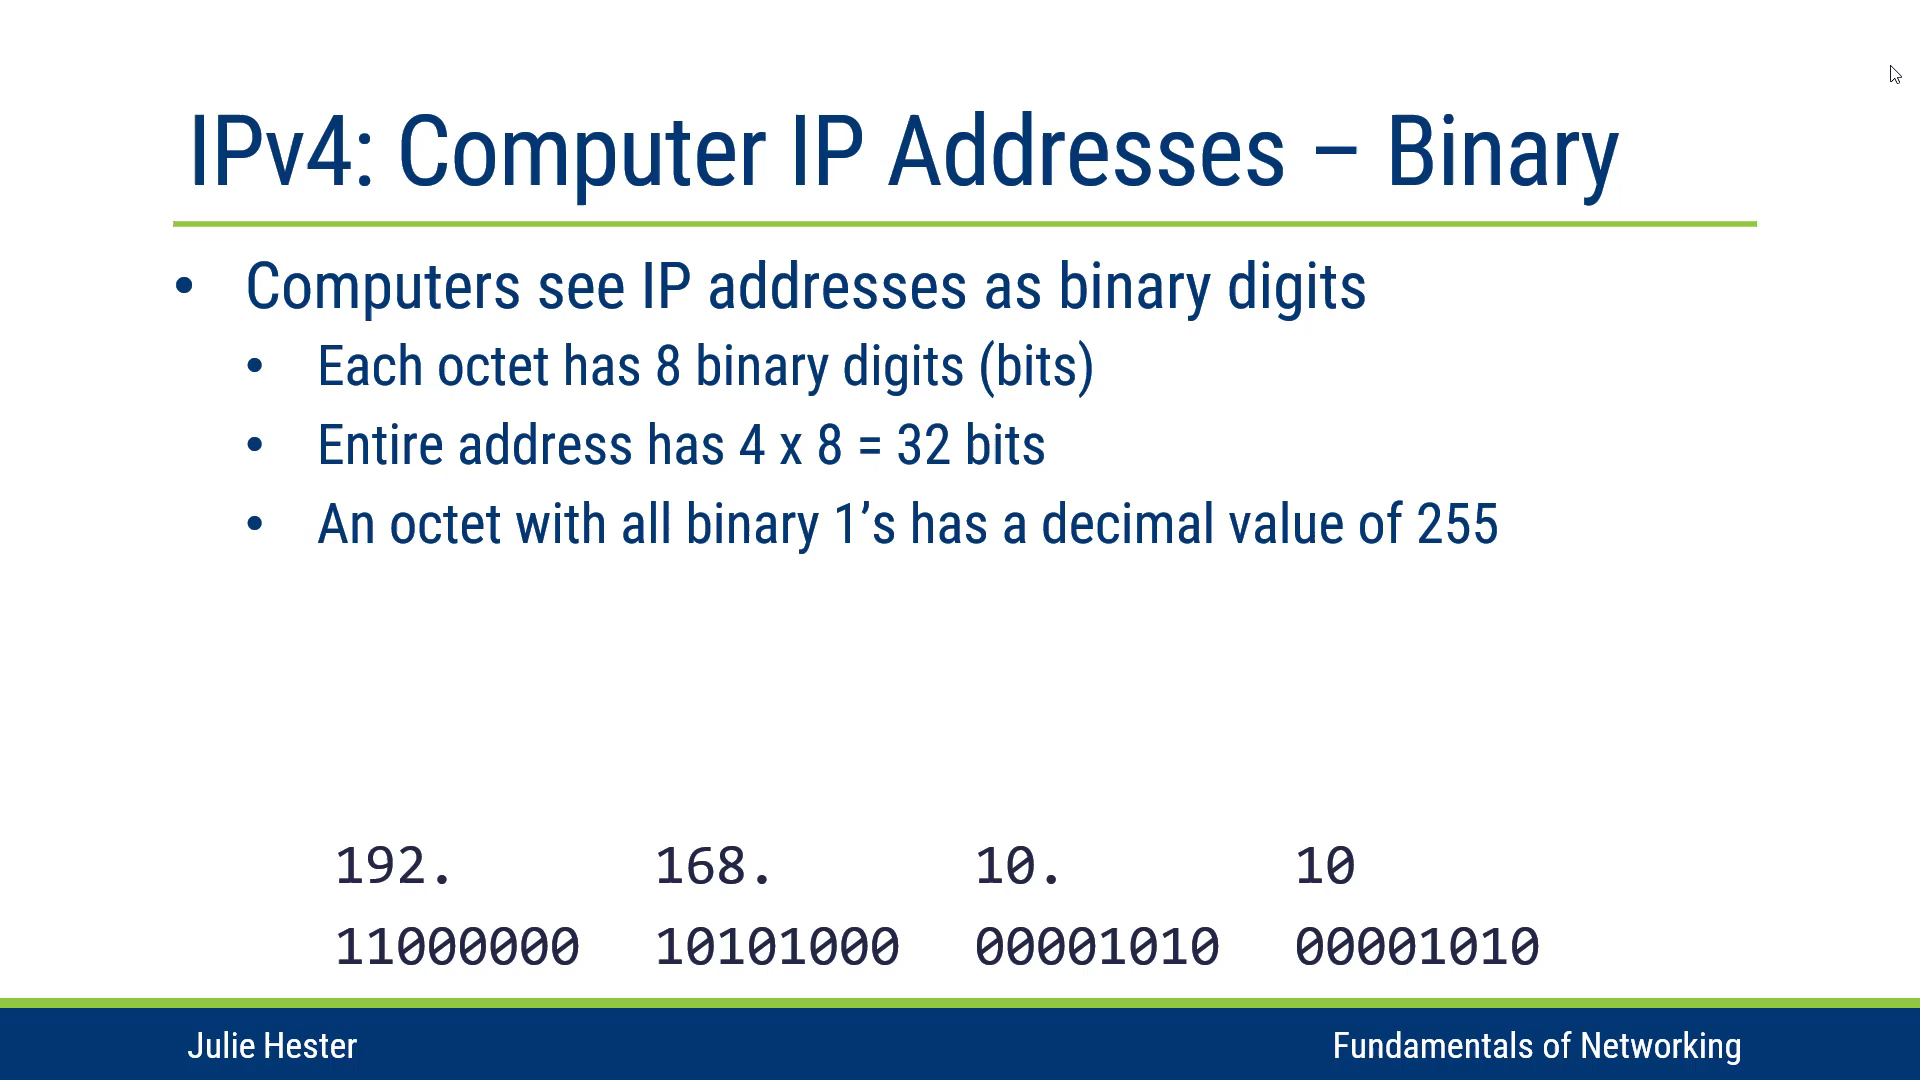 IPv4: Computer IP Addresses – Binary
• Computers see IP addresses as binary digits
• Each octet has 8 binary digits (bits)
• Entire address has 4 x 8 = 32 bits
• An octet with all binary 1’s has a decimal value of 255
192. 168. 10. 10
11000000 10101000 00001010 00001010
Julie Hester
Fundamentals of Networking